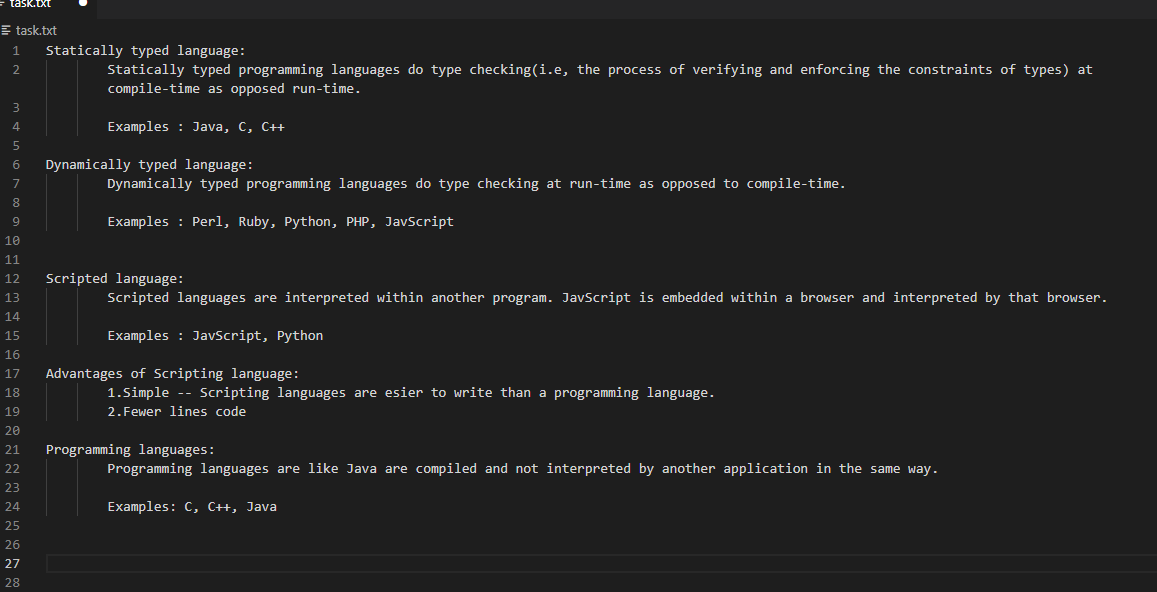 task.txt
task.txt
1 Statically typed language:
2 Statically typed programming languages do type checking(i.e, the process of verifying and enforcing the constraints of types) at
compile-time as opposed run-time.
3
4 Examples : Java, C, C++
5
6 Dynamically typed language:
7 Dynamically typed programming languages do type checking at run-time as opposed to compile-time.
8
9 Examples : Perl, Ruby, Python, PHP, JavScript
10
11
12 Scripted language:
13 Scripted languages are interpreted within another program. JavScript is embedded within a browser and interpreted by that browser.
14
15 Examples : JavScript, Python
16
17 Advantages of Scripting language:
18 1.Simple -- Scripting languages are esier to write than a programming language.
19 2.Fewer lines code
20
21 Programming languages:
22 Programming languages are like Java are compiled and not interpreted by another application in the same way.
23
24 Examples: C, C++, Java
25
26
27
28